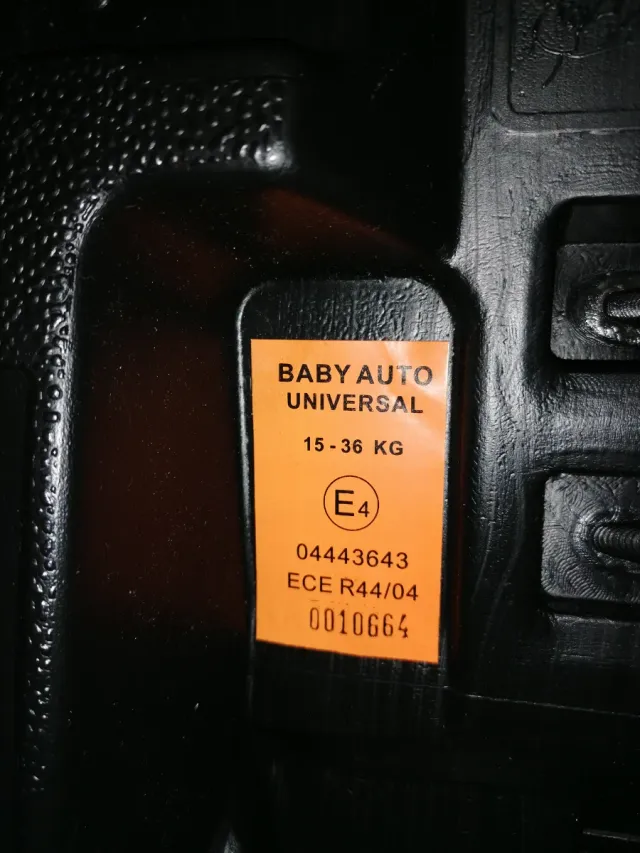 BABY AUTO
UNIVERSAL
15 - 36 KG
E4
04443643
ECE R44/04
0010664